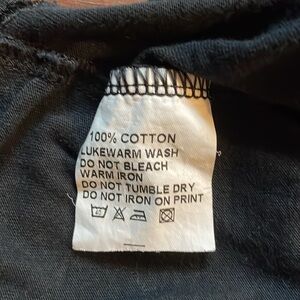 100% COTTON
LUKEWARM WASH
DO NOT BLEACH
WARM IRON
DO NOT TUMBLE DRY
DO NOT IRON ON PRINT